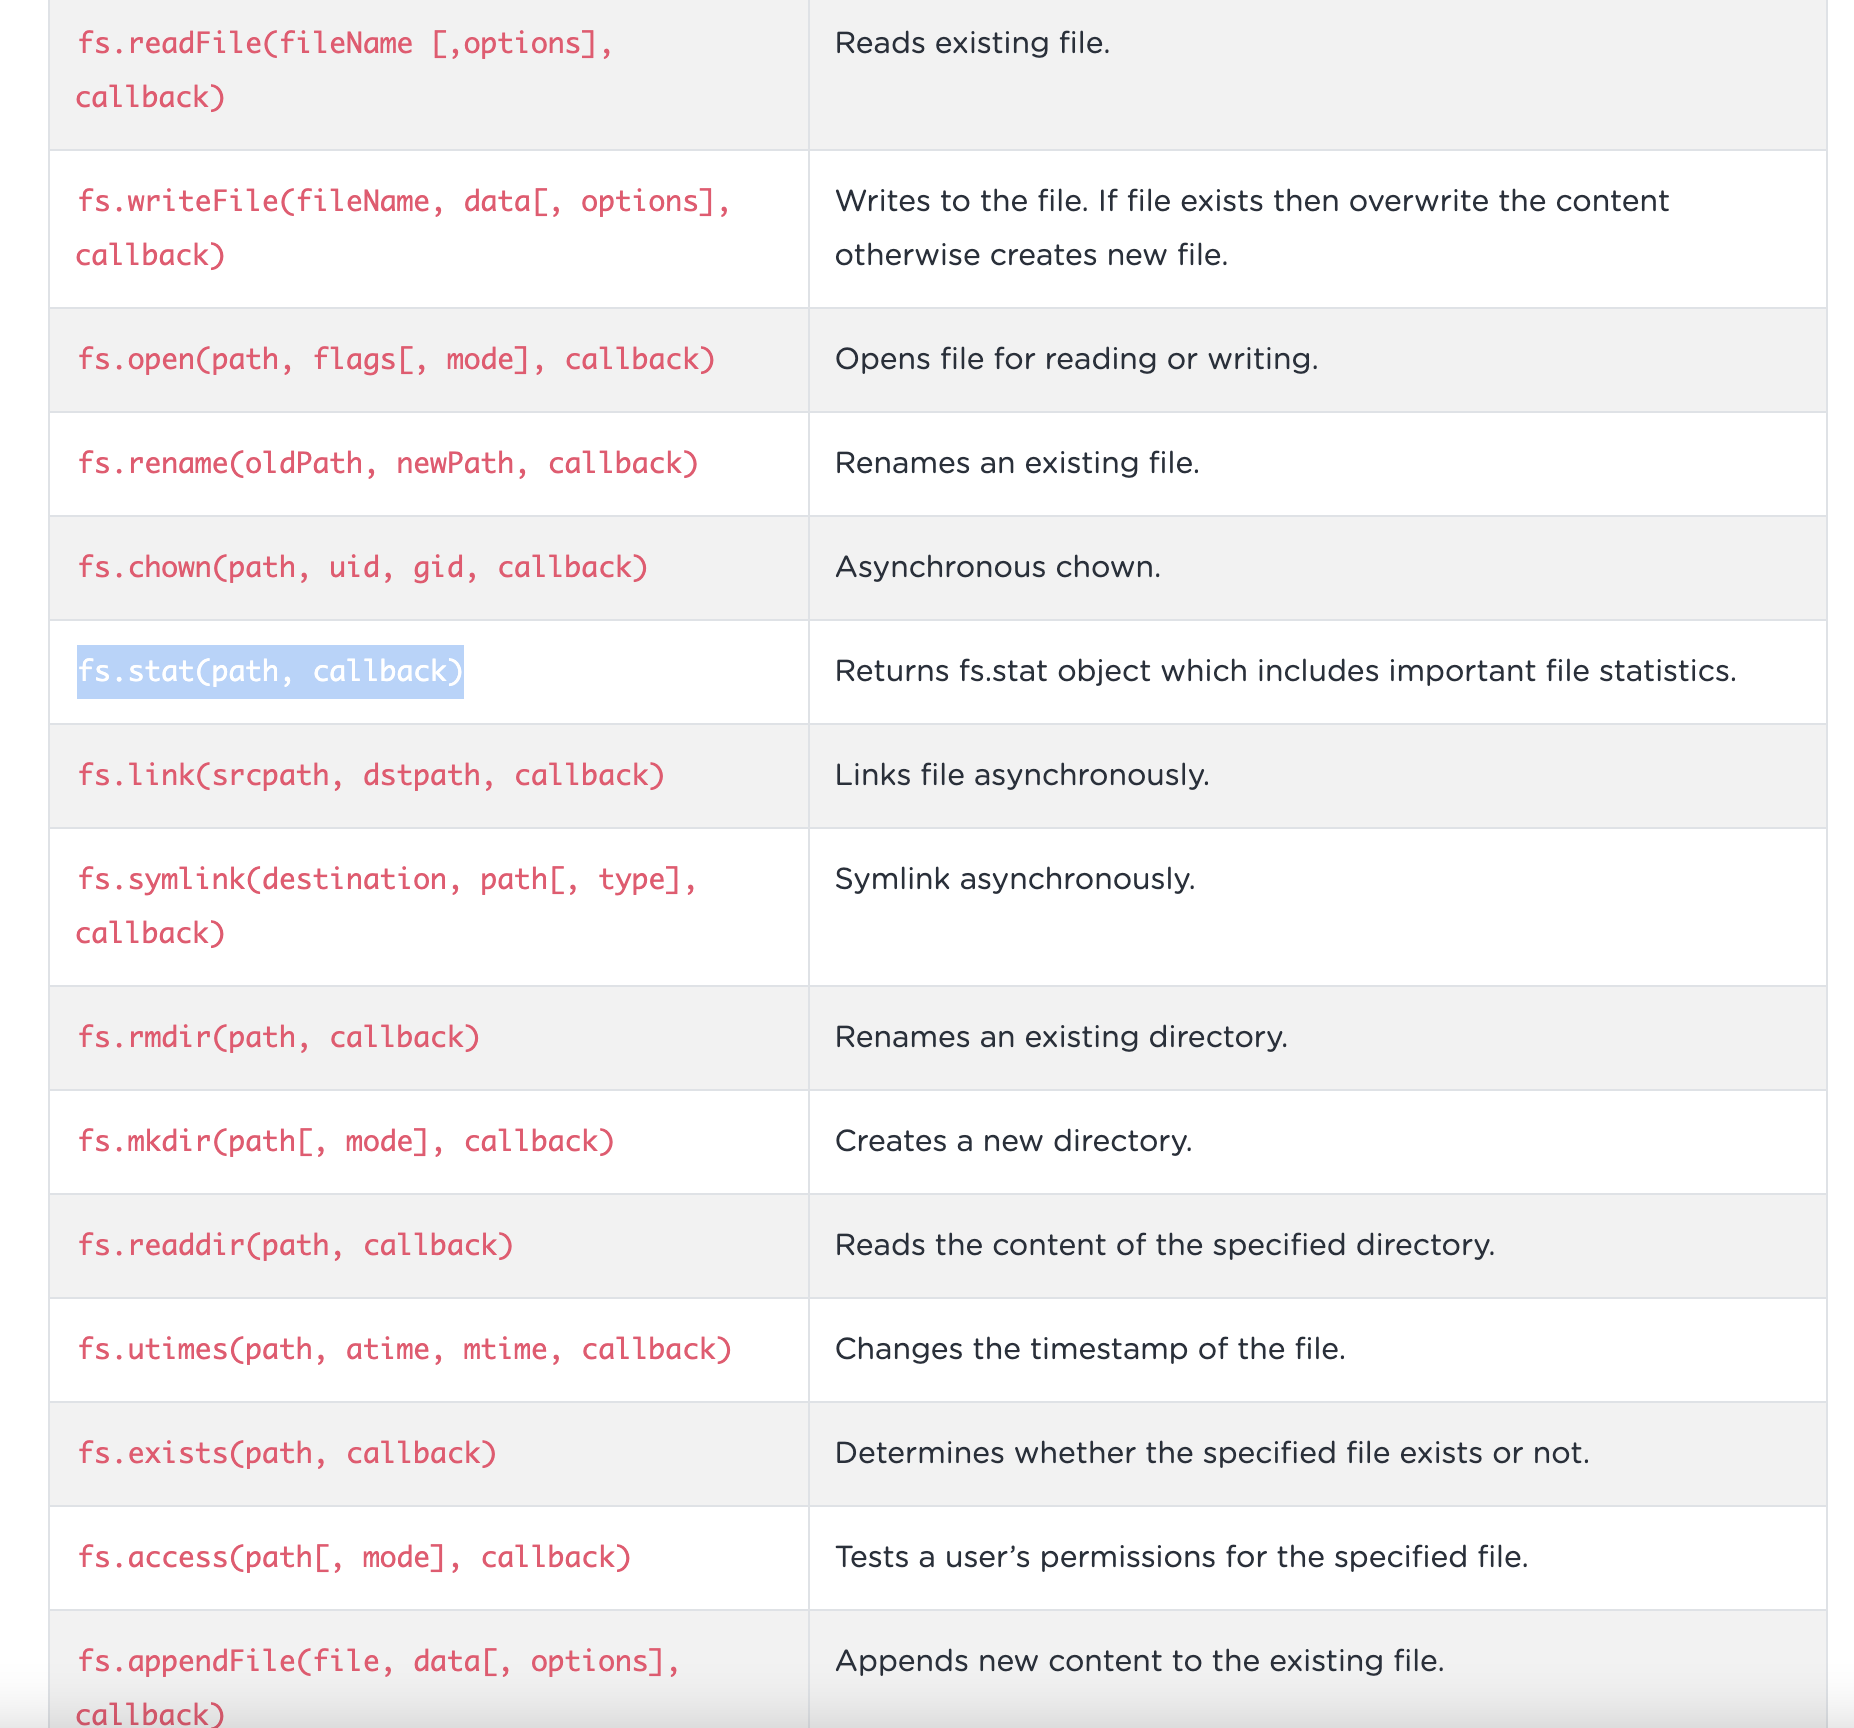 fs.readFile(fileName [,options],
callback)
Reads existing file.
fs.writeFile(fileName, data[, options],
callback)
Writes to the file. If file exists then overwrite the content
otherwise creates new file.
fs.open(path, flags[, mode], callback)
Opens file for reading or writing.
fs.rename(oldPath, newPath, callback)
Renames an existing file.
fs.chown(path, uid, gid, callback)
Asynchronous chown.
fs.stat(path, callback)
Returns fs.stat object which includes important file statistics.
fs.link(srcpath, dstpath, callback)
Links file asynchronously.
fs.symlink(destination, path[, type],
callback)
Symlink asynchronously.
fs.rmdir(path, callback)
Renames an existing directory.
fs.mkdir(path[, mode], callback)
Creates a new directory.
fs.readdir(path, callback)
Reads the content of the specified directory.
fs.utimes(path, atime, mtime, callback)
Changes the timestamp of the file.
fs.exists(path, callback)
Determines whether the specified file exists or not.
fs.access(path[, mode], callback)
Tests a user’s permissions for the specified file.
fs.appendFile(file, data[, options],
callback)
Appends new content to the existing file.